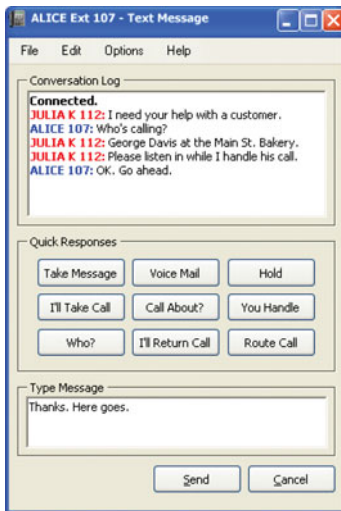 ALICE Ext 107 - Text Message
File Edit Options Help
Conversation Log
Connected.
JULIA K 112: I need your help with a customer.
ALICE 107: Who's calling?
JULIA K 112: George Davis at the Main St. Bakery.
JULIA K 112: Please listen in while I handle his call.
ALICE 107: OK. Go ahead.
Quick Responses
Take Message Voice Mail Hold
I'll Take Call Call About? You Handle
Who? I'll Return Call Route Call
Type Message
Thanks. Here goes.
Send Cancel